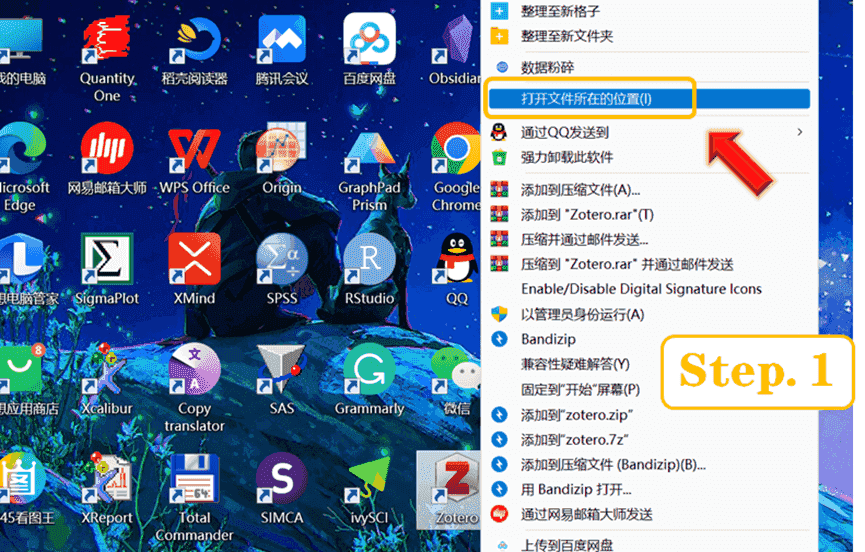 我的电脑
Quantity One
稻壳阅读器
腾讯会议
百度网盘
Obsidian
Microsoft Edge
网易邮箱大师
WPS Office
Origin
GraphPad Prism
Google Chrome
想电脑管家
SigmaPlot
XMind
SPSS
RStudio
QQ
想应用商店
8
Xcalibur
Copy translator
SAS
Grammarly
微信
45看图王
XReport
Total Commander
SIMCA
ivySCI
Zotero
整理至新格子
整理至新文件夹
数据粉碎
打开文件所在的位置(I)
通过QQ发送到
强力卸载此软件
添加到压缩文件(A)...
添加到 "Zotero.rar"(T)
压缩并通过邮件发送...
压缩到 "Zotero.rar" 并通过邮件发送
Enable/Disable Digital Signature Icons
以管理员身份运行(A)
Bandizip
兼容性疑难解答(Y)
固定到"开始"屏幕(P)
添加到"zotero.zip"
添加到"zotero.7z"
添加到压缩文件 (Bandizip)(B)...
用 Bandizip 打开...
通过网易邮箱大师发送
上传到百度网盘
Step. 1